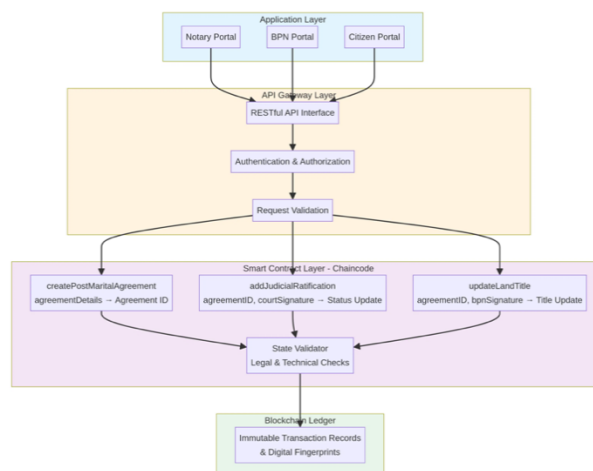 Application Layer
Notary Portal
BPN Portal
Citizen Portal
API Gateway Layer
RESTful API Interface
Authentication & Authorization
Request Validation
Smart Contract Layer - Chaincode
createPostMaritalAgreement
agreementDetails → Agreement ID
addJudicialRatification
agreementID, courtSignature → Status Update
updateLandTitle
agreementID, bpnSignature → Title Update
State Validator
Legal & Technical Checks
Blockchain Ledger
Immutable Transaction Records
& Digital Fingerprints